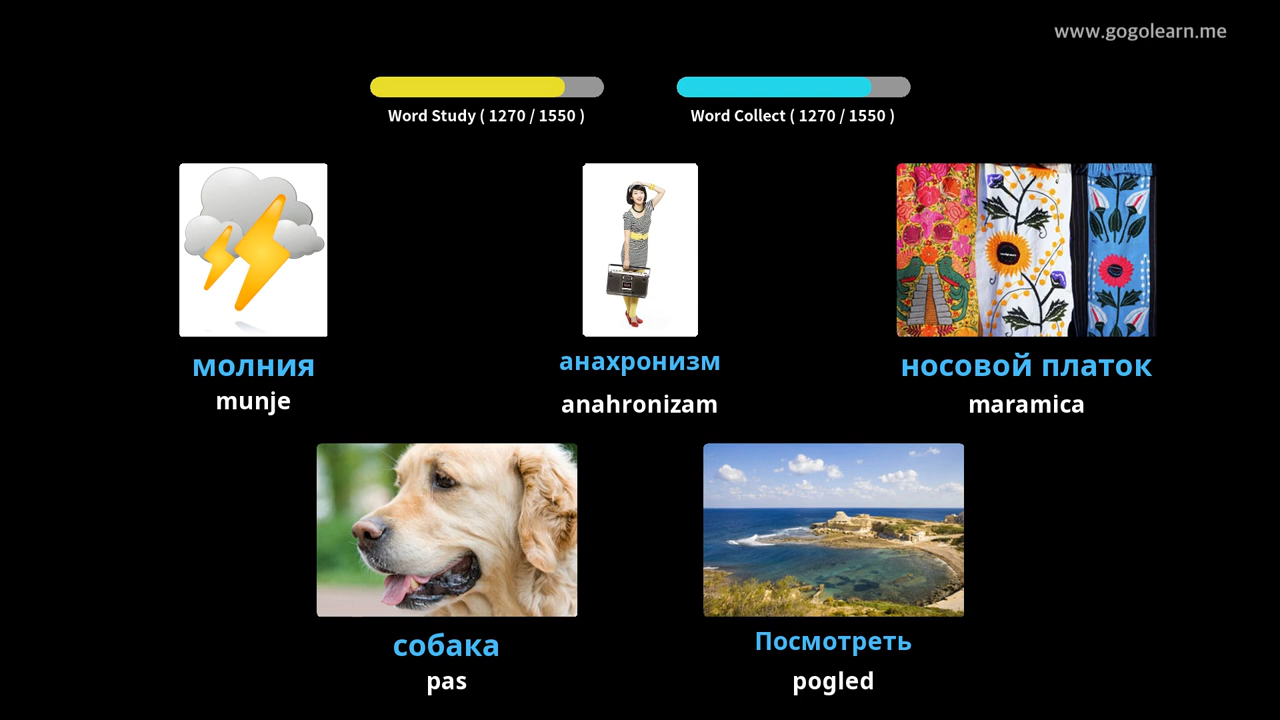 www.gogolearn.me
Word Study ( 1270 / 1550 )
Word Collect ( 1270 / 1550 )
молния
munje
анахронизм
anahronizam
носовой платок
maramica
собака
pas
Посмотреть
pogled